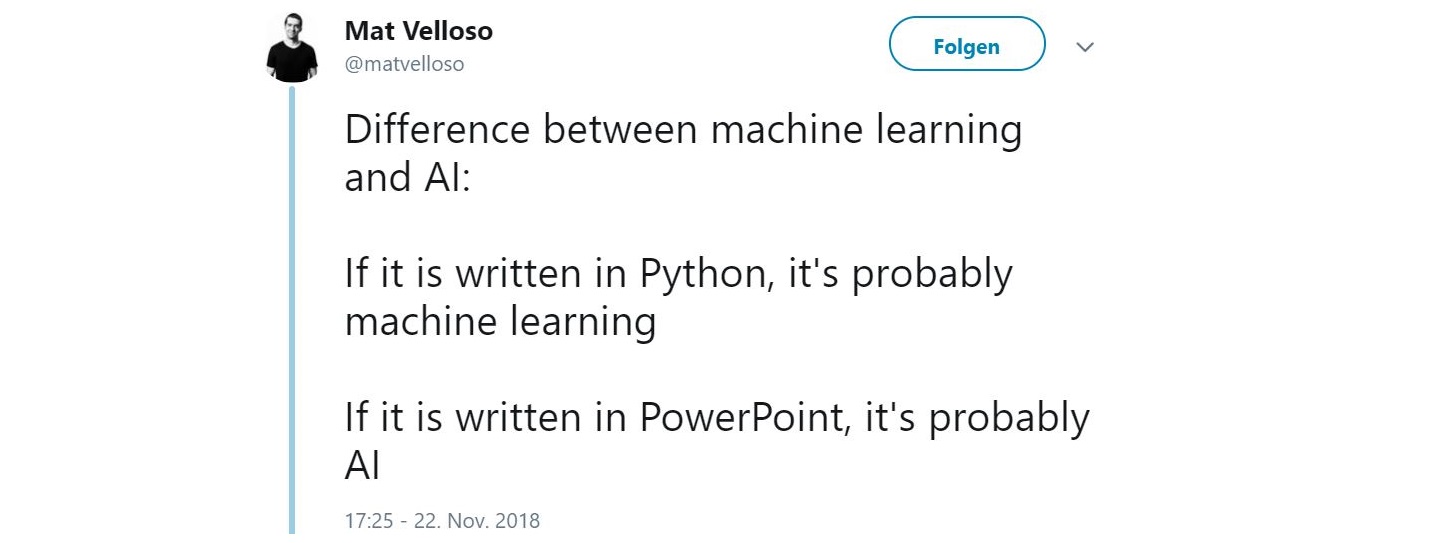 Mat Velloso
@matvelloso
Folgen
Difference between machine learning
and AI:
If it is written in Python, it's probably
machine learning
If it is written in PowerPoint, it's probably
AI
17:25 - 22. Nov. 2018